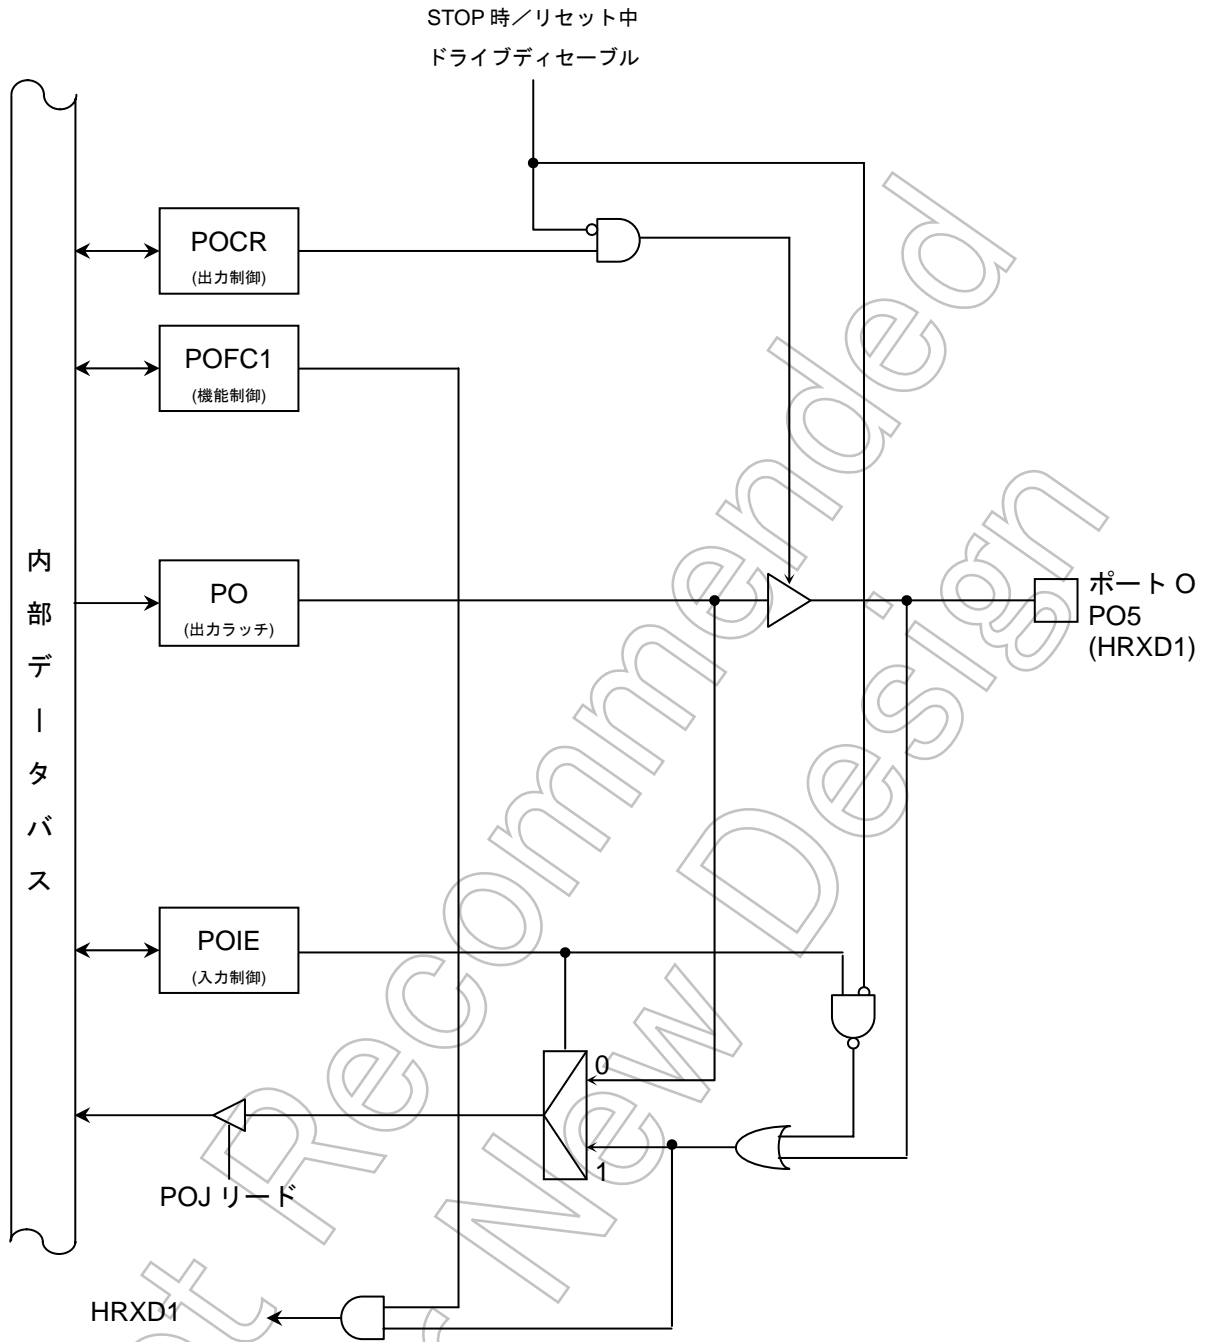 STOP 時／リセット中
ドライブディセーブル
POCR
(出力制御)
POFC1
(機能制御)
内部データバス
PO
(出力ラッチ)
ポート O
PO5
(HRXD1)
POIE
(入力制御)
0
1
POJ リード
HRXD1
Not Recommended
for New Design